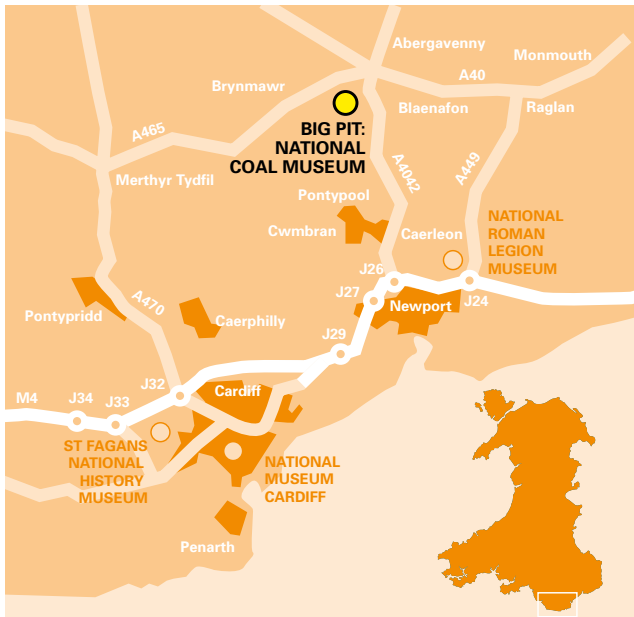 Abergavenny
Monmouth
A40
Brynmawr
Blaenafon
Raglan
A465
BIG PIT:
NATIONAL
COAL MUSEUM
A4042
A449
Merthyr Tydfil
Pontypool
NATIONAL
ROMAN
LEGION
MUSEUM
Cwmbran
Caerleon
J26
J27
Newport
J24
A470
Pontypridd
Caerphilly
J29
J32
Cardiff
M4
J34
J33
ST FAGANS
NATIONAL
HISTORY
MUSEUM
NATIONAL
MUSEUM
CARDIFF
Penarth